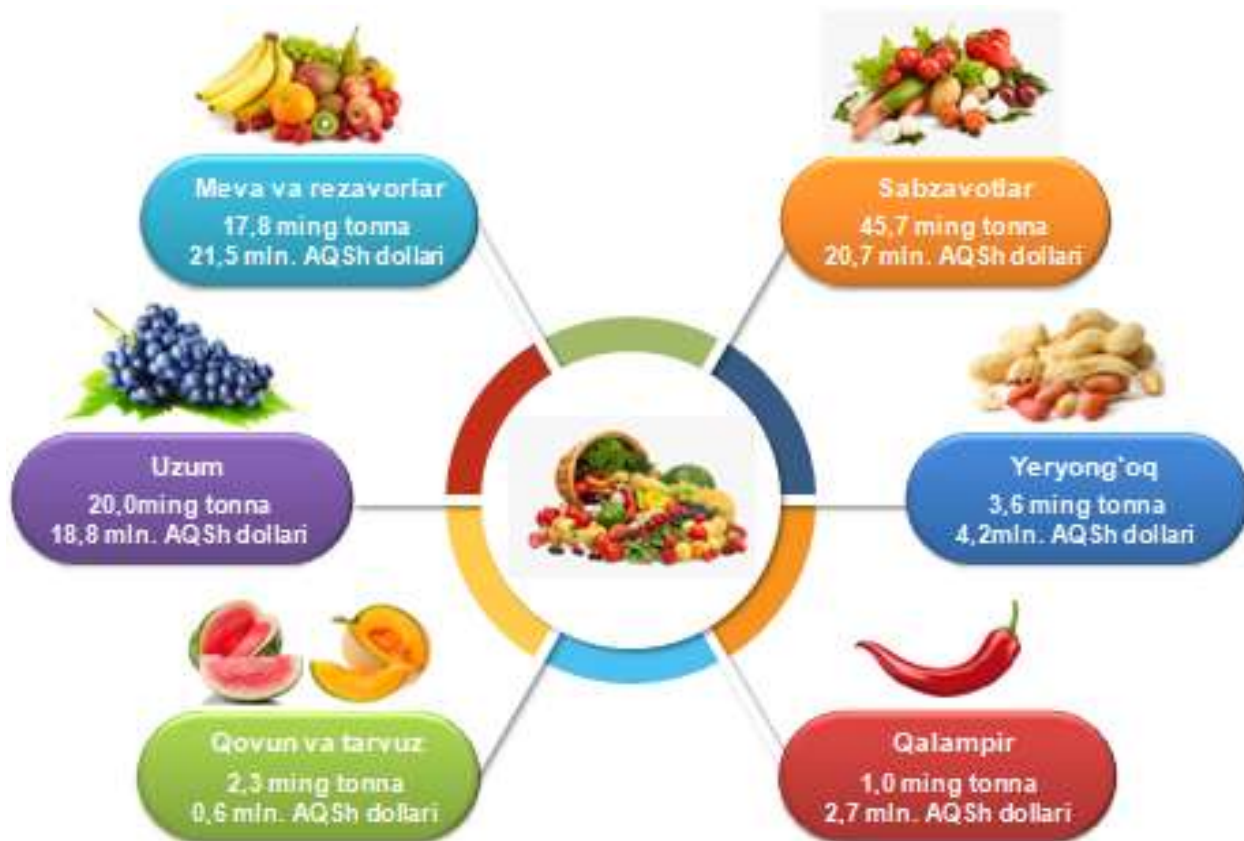 Meva va rezavorlar
17,8 ming tonna
21,5 mln. AQSh dollari
Sabzavotlar
45,7 ming tonna
20,7 mln. AQSh dollari
Uzum
20,0ming tonna
18,8 mln. AQSh dollari
Yeryong'oq
3,6 ming tonna
4,2mln. AQSh dollari
Qovun va tarvuz
2,3 ming tonna
0,6 mln. AQSh dollari
Qalampir
1,0 ming tonna
2,7 mln. AQSh dollari